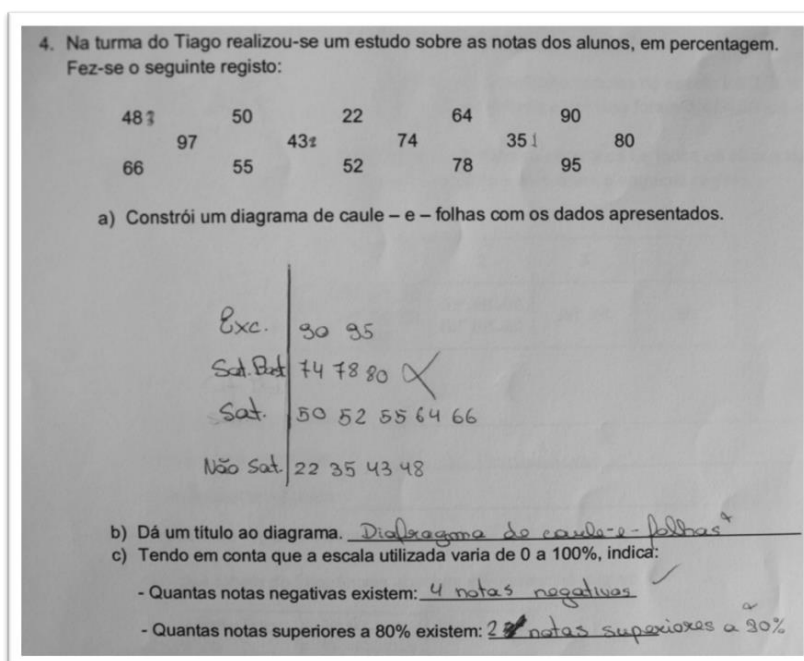 4. Na turma do Tiago realizou-se um estudo sobre as notas dos alunos, em percentagem.
Fez-se o seguinte registo:
48 3 50 22 64 90
97 43 2 74 35 1 80
66 55 52 78 95
a) Constrói um diagrama de caule – e – folhas com os dados apresentados.
Exc. 90 95
Sat. Bast 74 78 80
Sat. 50 52 55 64 66
Não Sat. 22 35 43 48
b) Dá um título ao diagrama. Diafragma de caule-e-folhas
c) Tendo em conta que a escala utilizada varia de 0 a 100%, indica:
- Quantas notas negativas existem: 4 notas negativas
- Quantas notas superiores a 80% existem: 2 notas superiores a 90%